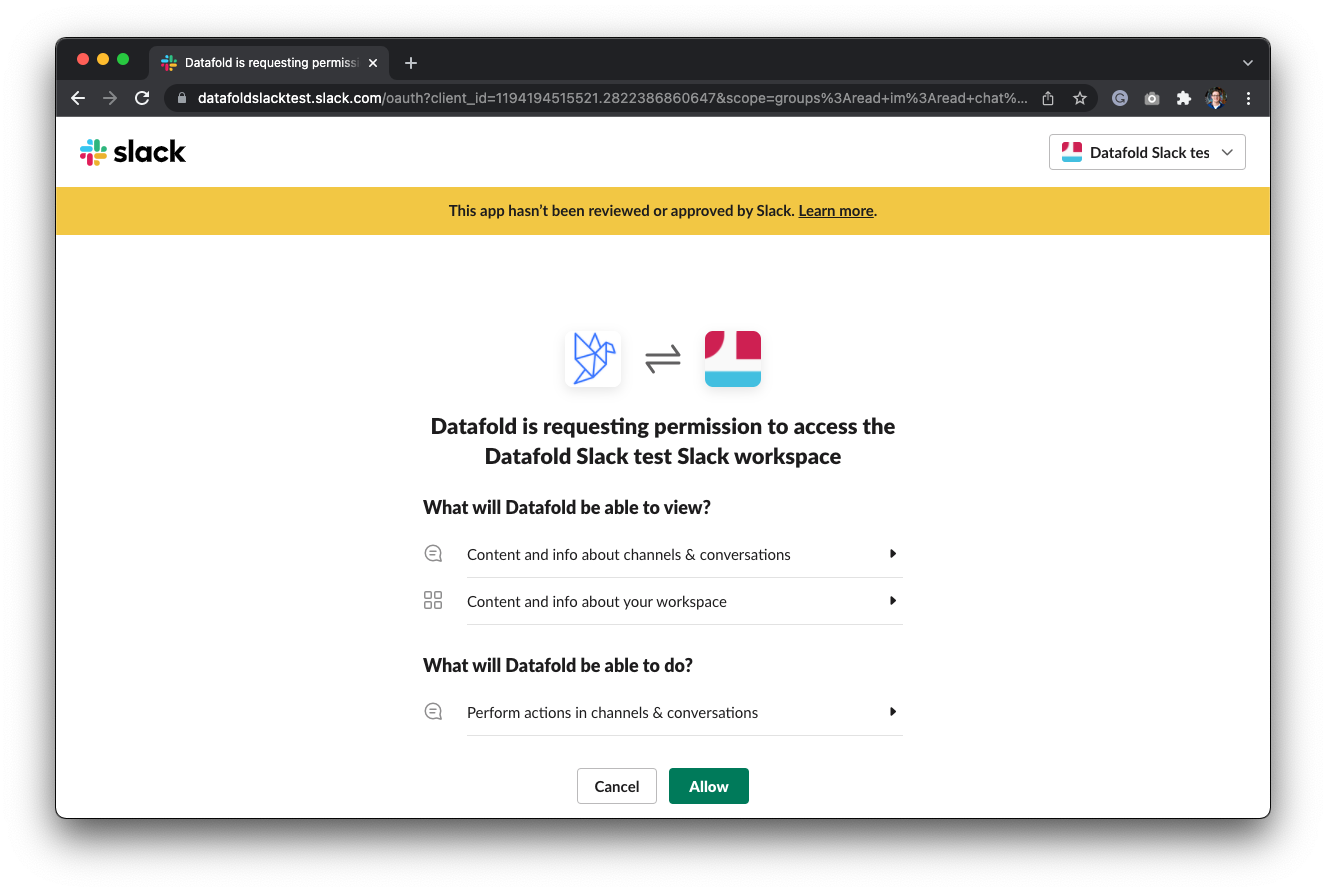 Datafold is requesting permissi
datafoldslacktest.slack.com/oauth?client_id=1194194515521.2822386860647&scope=groups%3Aread+im%3Aread+chat%...
slack
Datafold Slack tes
This app hasn't been reviewed or approved by Slack. Learn more.
Datafold is requesting permission to access the
Datafold Slack test Slack workspace
What will Datafold be able to view?
Content and info about channels & conversations
Content and info about your workspace
What will Datafold be able to do?
Perform actions in channels & conversations
Cancel
Allow